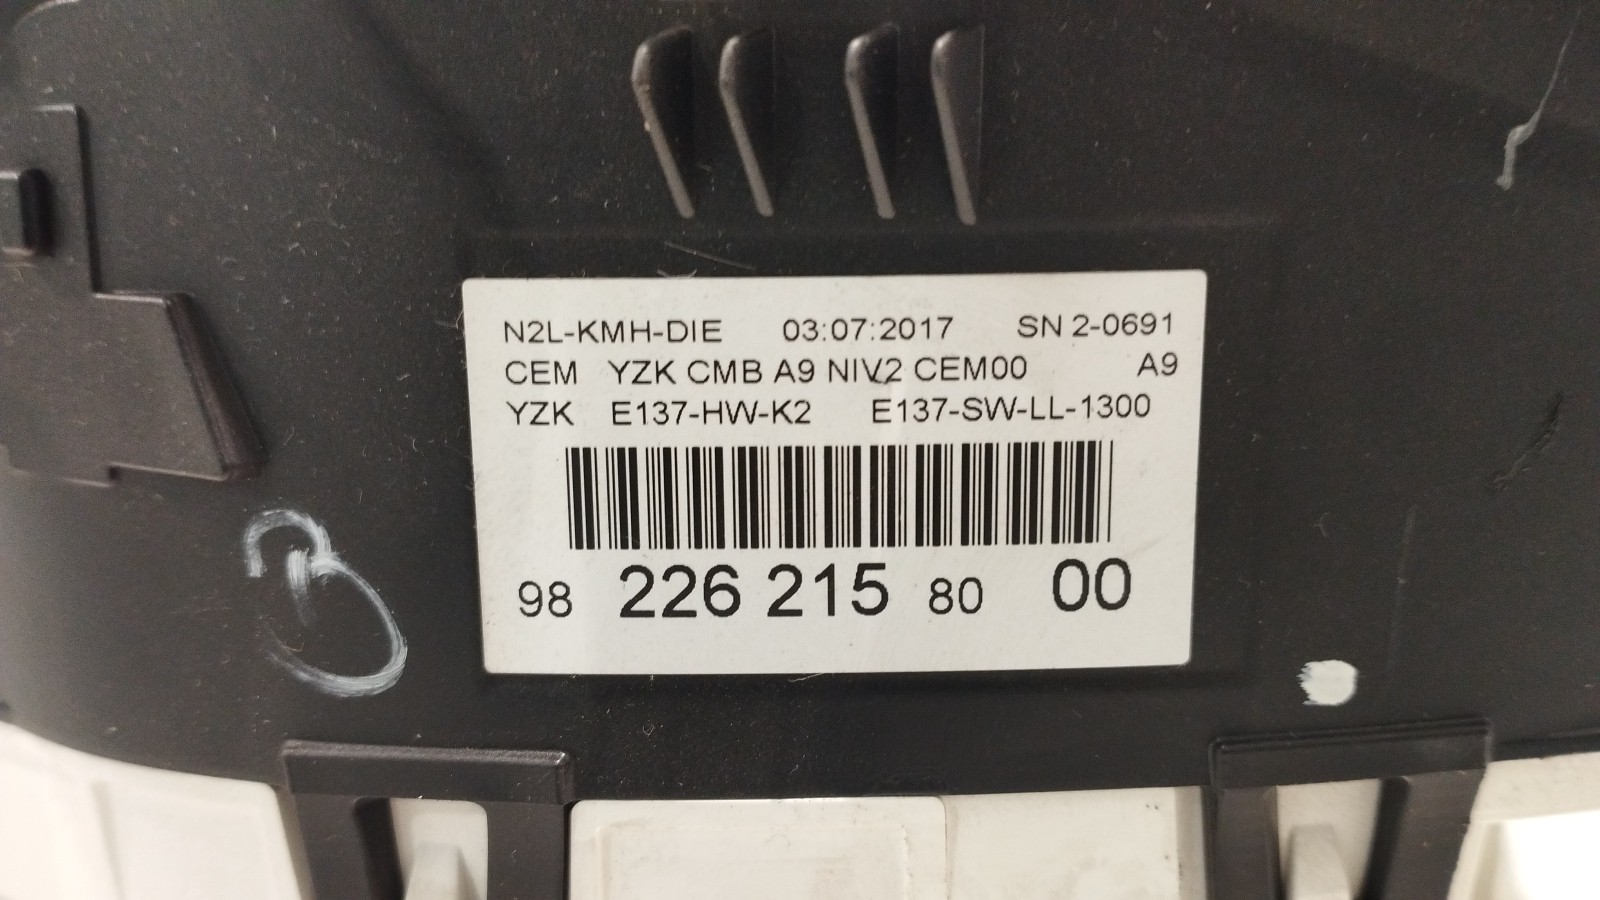 N2L-KMH-DIE 03:07:2017 SN 2-0691
CEM YZK CMB A9 NIV2 CEM00 A9
YZK E137-HW-K2 E137-SW-LL-1300
98 226 215 80 00